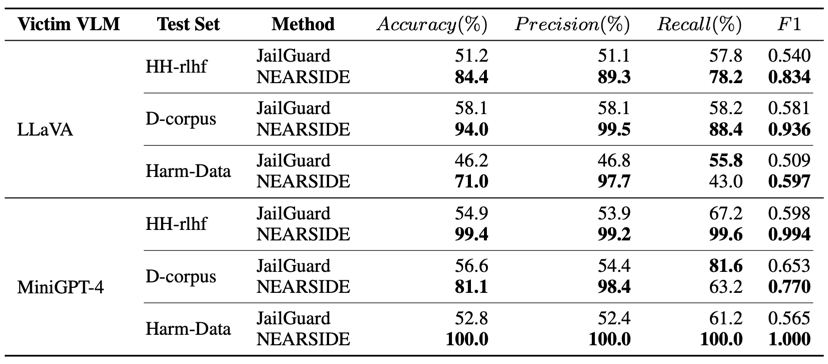 Victim VLM Test Set Method Accuracy(%) Precision(%) Recall(%) F1
HH-rlhf JailGuard 51.2 51.1 57.8 0.540
NEARSIDE 84.4 89.3 78.2 0.834
LLaVA D-corpus JailGuard 58.1 58.1 58.2 0.581
NEARSIDE 94.0 99.5 88.4 0.936
Harm-Data JailGuard 46.2 46.8 55.8 0.509
NEARSIDE 71.0 97.7 43.0 0.597
HH-rlhf JailGuard 54.9 53.9 67.2 0.598
NEARSIDE 99.4 99.2 99.6 0.994
MiniGPT-4 D-corpus JailGuard 56.6 54.4 81.6 0.653
NEARSIDE 81.1 98.4 63.2 0.770
Harm-Data JailGuard 52.8 52.4 61.2 0.565
NEARSIDE 100.0 100.0 100.0 1.000